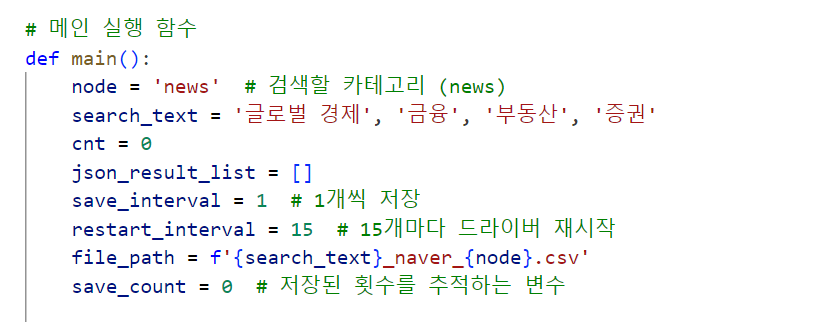 # 메인 실행 함수
def main():
    node = 'news'  # 검색할 카테고리 (news)
    search_text = '글로벌 경제', '금융', '부동산', '증권'
    cnt = 0
    json_result_list = []
    save_interval = 1  # 1개씩 저장
    restart_interval = 15  # 15개마다 드라이버 재시작
    file_path = f'{search_text}_naver_{node}.csv'
    save_count = 0  # 저장된 횟수를 추적하는 변수